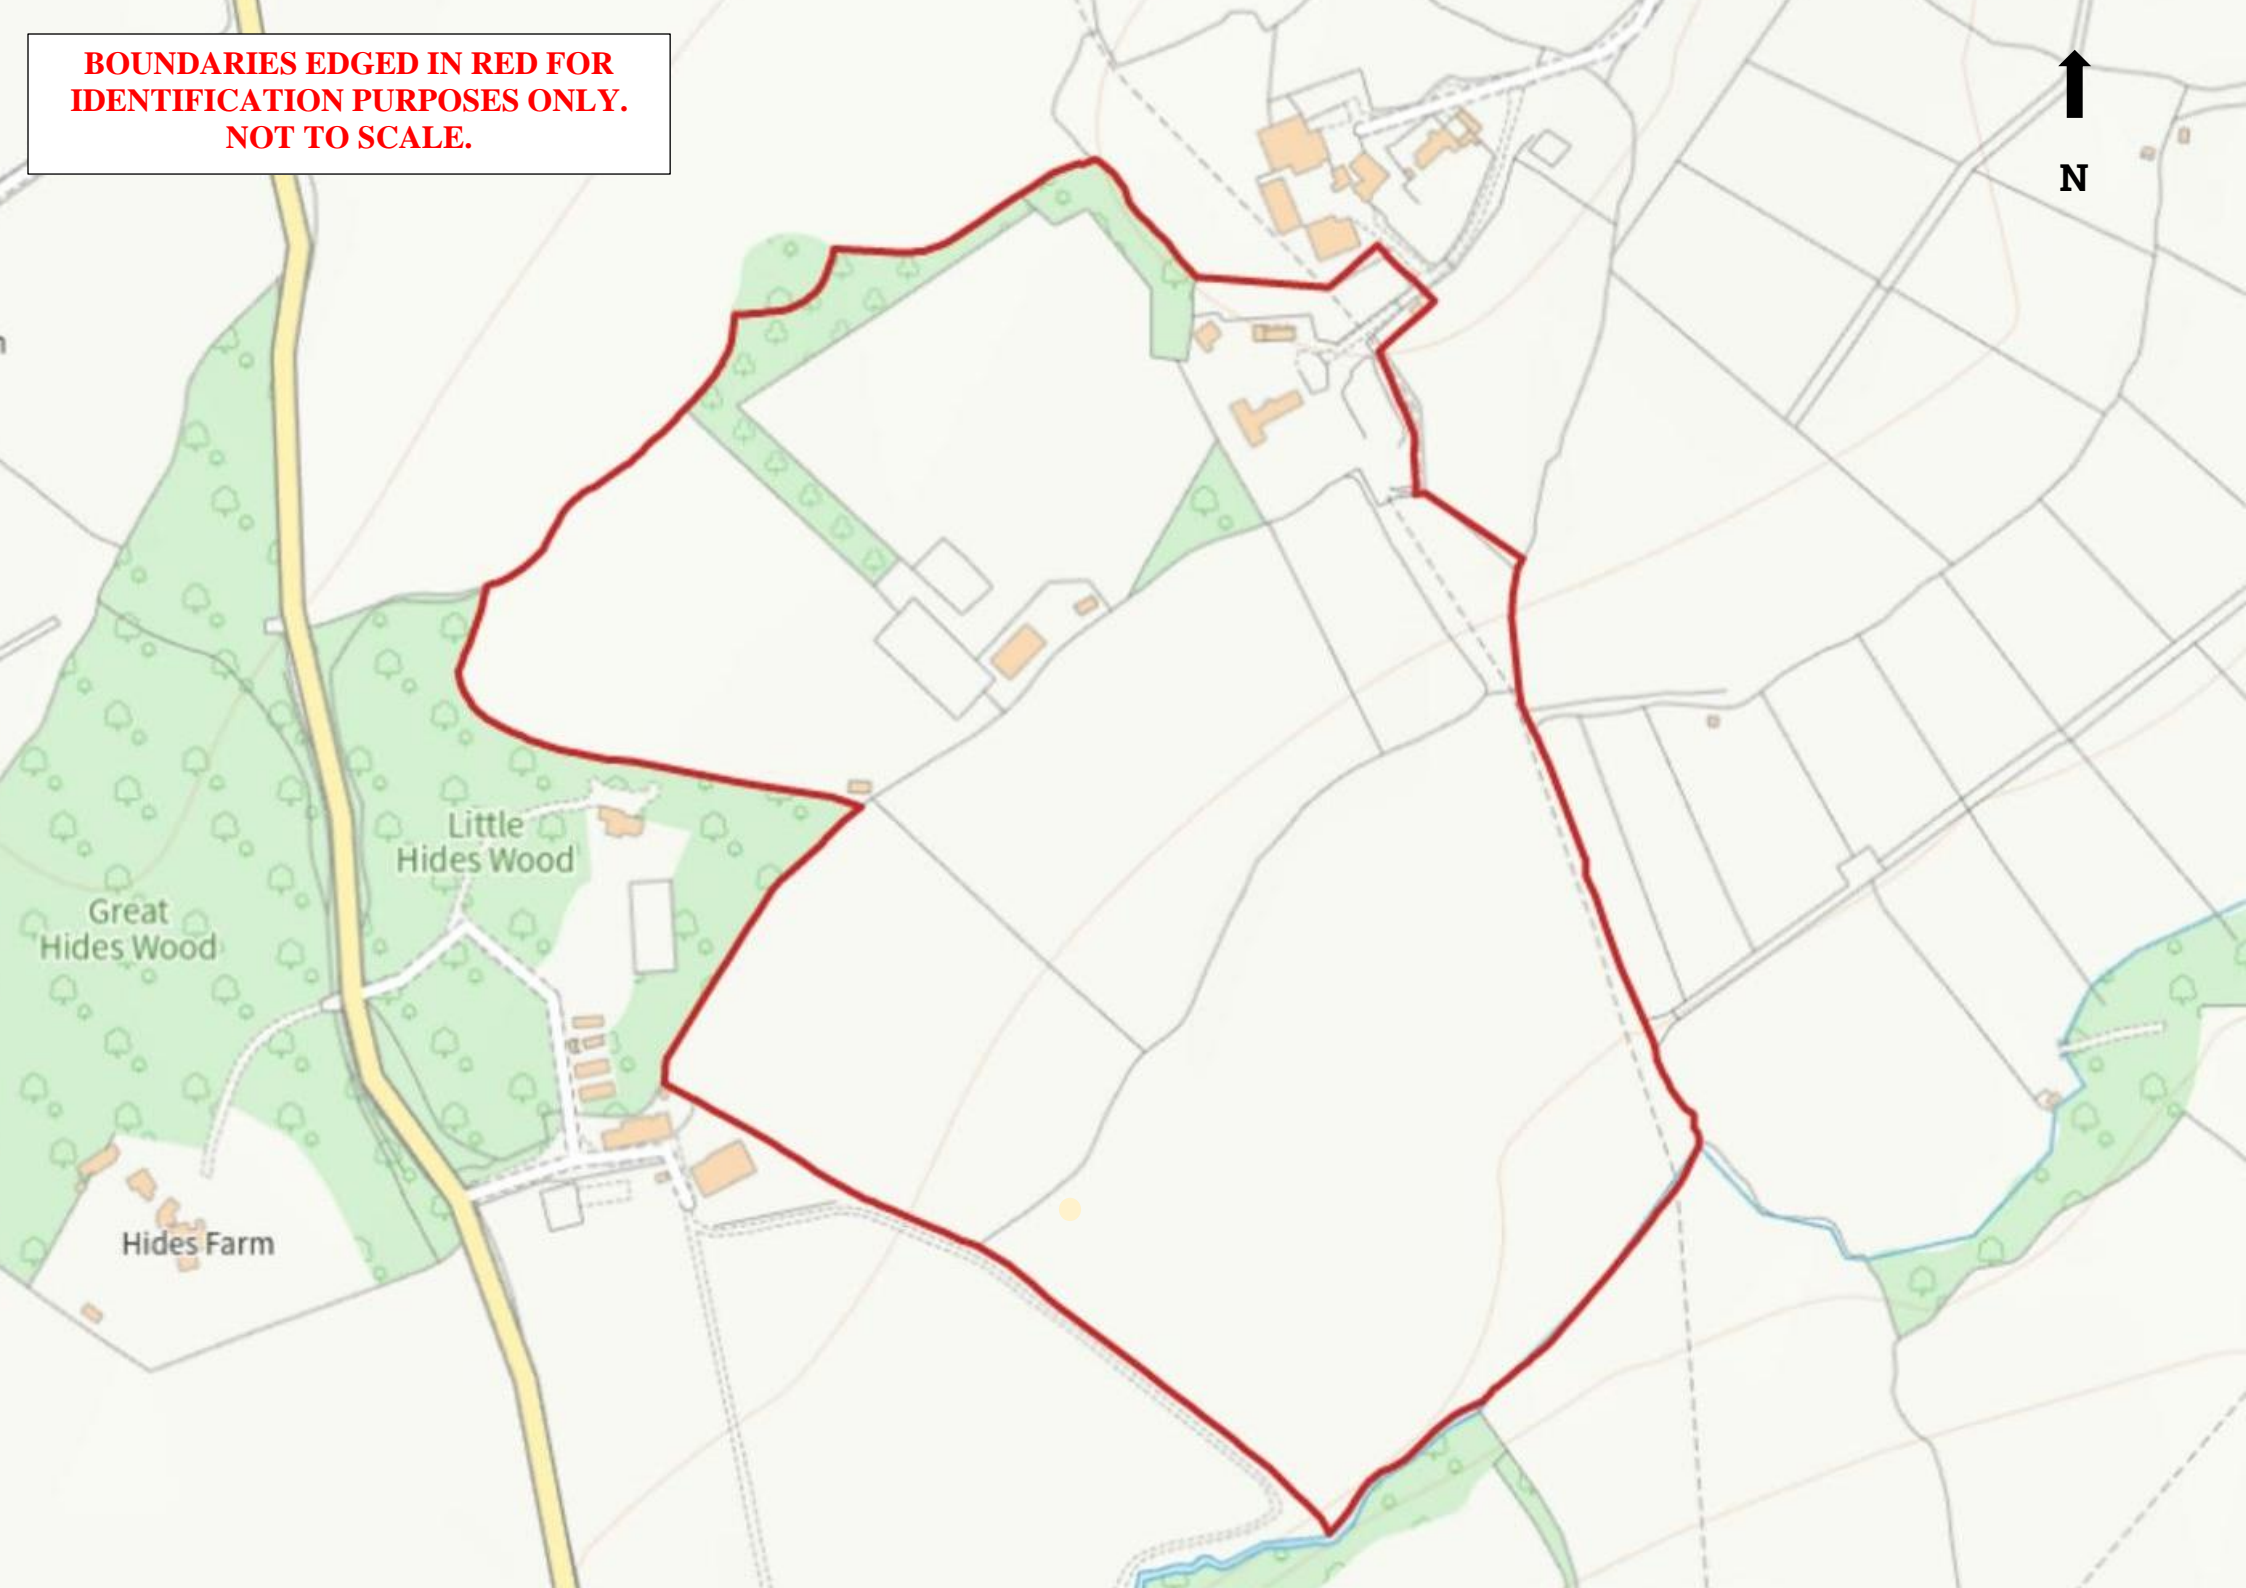 BOUNDARIES EDGED IN RED FOR
IDENTIFICATION PURPOSES ONLY.
NOT TO SCALE.
N
Little
Hides Wood
Great
Hides Wood
Hides Farm